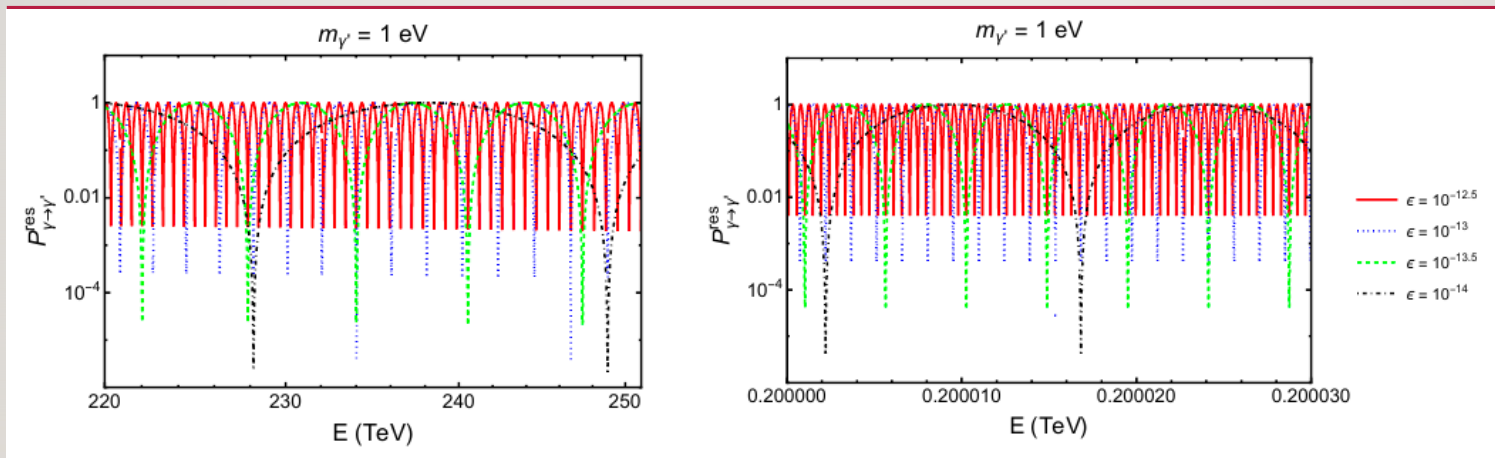 m_γ' = 1 eV
P^res_γ→γ'
1
0.01
10^-4
220 230 240 250
E (TeV)
m_γ' = 1 eV
P^res_γ→γ'
1
0.01
10^-4
0.200000 0.200010 0.200020 0.200030
E (TeV)
ϵ = 10^-12.5
ϵ = 10^-13
ϵ = 10^-13.5
ϵ = 10^-14